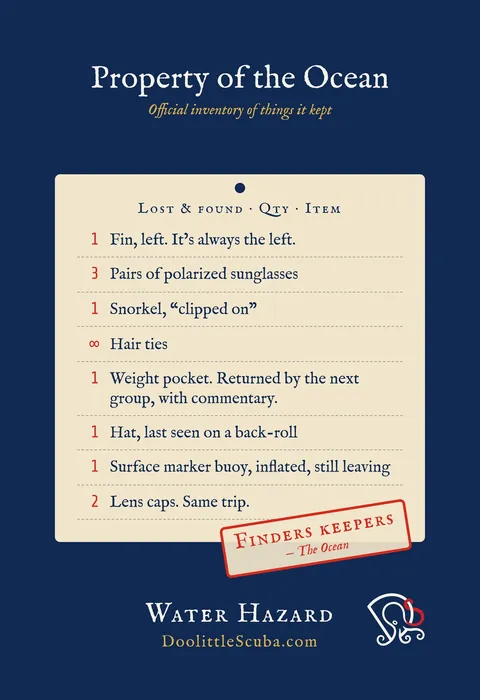 Property of the Ocean
Official inventory of things it kept
Lost & found · Qty · Item
1 Fin, left. It’s always the left.
3 Pairs of polarized sunglasses
1 Snorkel, “clipped on”
∞ Hair ties
1 Weight pocket. Returned by the next
group, with commentary.
1 Hat, last seen on a back-roll
1 Surface marker buoy, inflated, still leaving
2 Lens caps. Same trip.
Finders keepers
– The Ocean
Water Hazard
DoolittleScuba.com